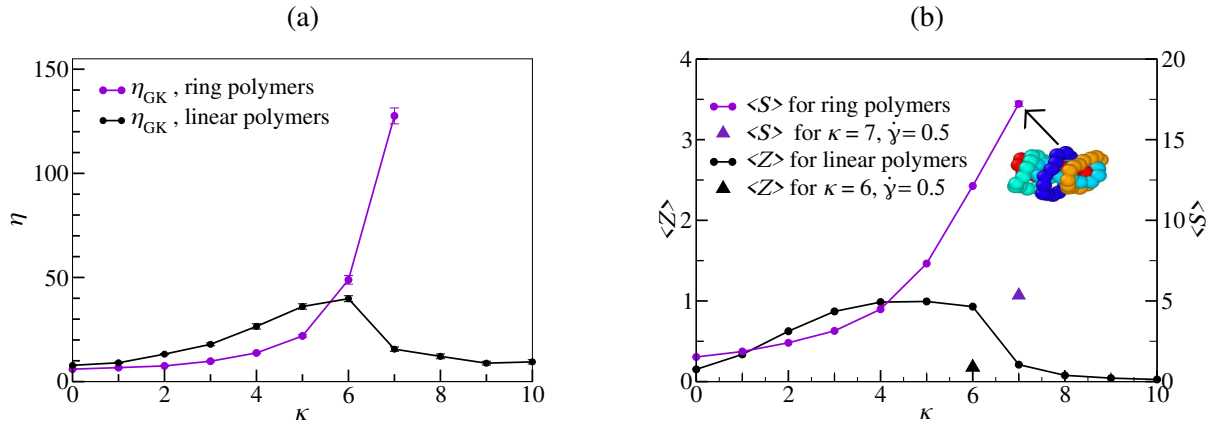 (a)
150
100
50
0
η
η_GK , ring polymers
η_GK , linear polymers
0 2 4 6 8 10
κ
(b)
4
3
2
1
0
<Z>
<S> for ring polymers
<S> for κ = 7, γ̇ = 0.5
<Z> for linear polymers
<Z> for κ = 6, γ̇ = 0.5
20
15
10
5
0
<S>
0 2 4 6 8 10
κ